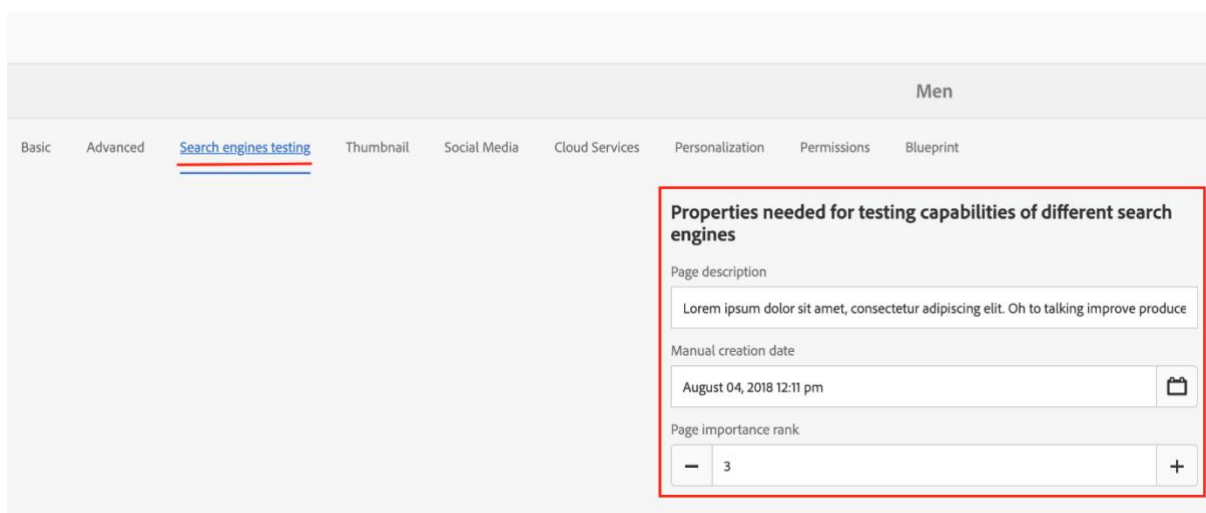 Men
Basic Advanced Search engines testing Thumbnail Social Media Cloud Services Personalization Permissions Blueprint
Properties needed for testing capabilities of different search
engines
Page description
Lorem ipsum dolor sit amet, consectetur adipiscing elit. Oh to talking improve produce
Manual creation date
August 04, 2018 12:11 pm
Page importance rank
3